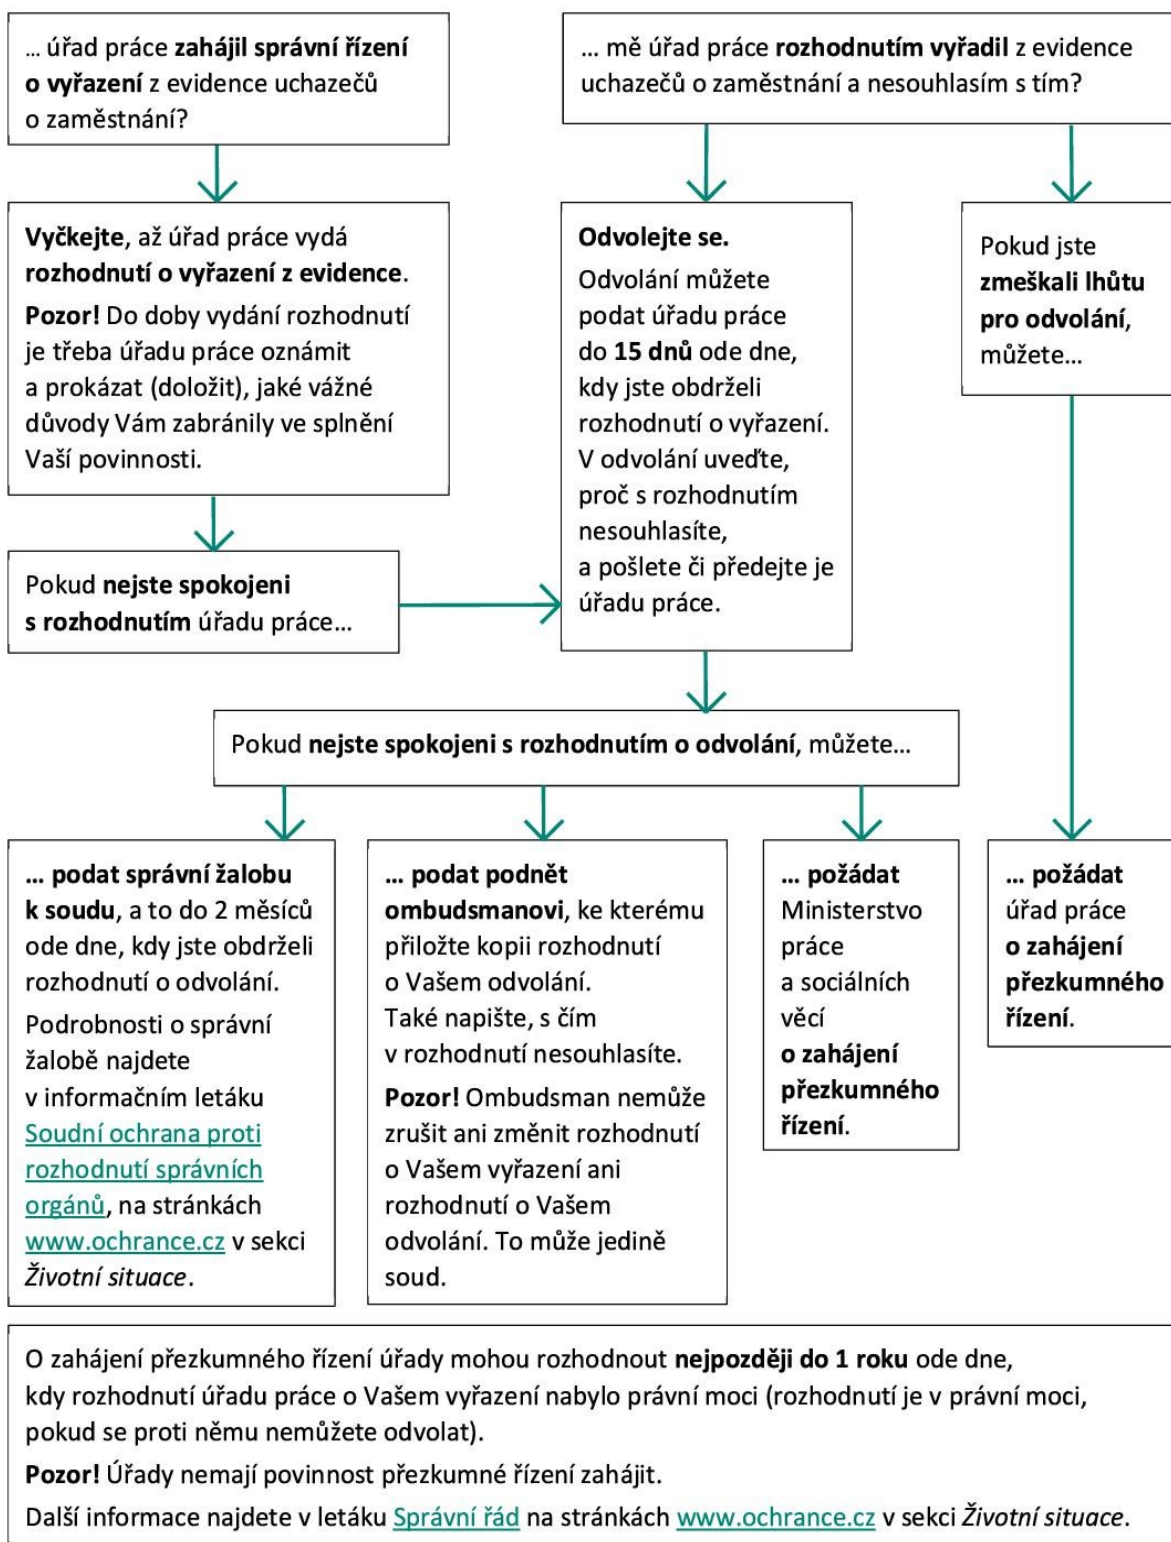 ... úřad práce zahájil správní řízení
o vyřazení z evidence uchazečů
o zaměstnání?
... mě úřad práce rozhodnutím vyřadil z evidence
uchazečů o zaměstnání a nesouhlasím s tím?
Vyčkejte, až úřad práce vydá
rozhodnutí o vyřazení z evidence.
Pozor! Do doby vydání rozhodnutí
je třeba úřadu práce oznámit
a prokázat (doložit), jaké vážné
důvody Vám zabránily ve splnění
Vaší povinnosti.
Pokud nejste spokojeni
s rozhodnutím úřadu práce...
Odvolejte se.
Odvolání můžete
podat úřadu práce
do 15 dnů ode dne,
kdy jste obdrželi
rozhodnutí o vyřazení.
V odvolání uveďte,
proč s rozhodnutím
nesouhlasíte,
a pošlete či předejte je
úřadu práce.
Pokud jste
zmeškali lhůtu
pro odvolání,
můžete...
Pokud nejste spokojeni s rozhodnutím o odvolání, můžete...
... podat správní žalobu
k soudu, a to do 2 měsíců
ode dne, kdy jste obdrželi
rozhodnutí o odvolání.
Podrobnosti o správní
žalobě najdete
v informačním letáku
Soudní ochrana proti
rozhodnutí správních
orgánů, na stránkách
www.ochrance.cz v sekci
Životní situace.
... podat podnět
ombudsmanovi, ke kterému
přiložte kopii rozhodnutí
o Vašem odvolání.
Také napište, s čím
v rozhodnutí nesouhlasíte.
Pozor! Ombudsman nemůže
zrušit ani změnit rozhodnutí
o Vašem vyřazení ani
rozhodnutí o Vašem
odvolání. To může jedině
soud.
... požádat
Ministerstvo
práce
a sociálních
věcí
o zahájení
přezkumného
řízení.
... požádat
úřad práce
o zahájení
přezkumného
řízení.
O zahájení přezkumného řízení úřady mohou rozhodnout nejpozději do 1 roku ode dne,
kdy rozhodnutí úřadu práce o Vašem vyřazení nabylo právní moci (rozhodnutí je v právní moci,
pokud se proti němu nemůžete odvolat).
Pozor! Úřady nemají povinnost přezkumné řízení zahájit.
Další informace najdete v letáku Správní řád na stránkách www.ochrance.cz v sekci Životní situace.